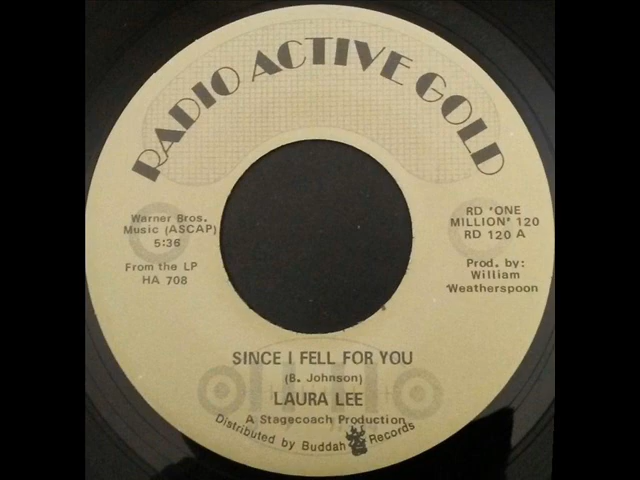 RADIO ACTIVE GOLD
Warner Bros.
Music (ASCAP)
5:36
From the LP
HA 708
RD "ONE
MILLION" 120
RD 120 A
Prod. by:
William
Weatherspoon
SINCE I FELL FOR YOU
(B. Johnson)
LAURA LEE
A Stagecoach Production
Distributed by Buddah Records